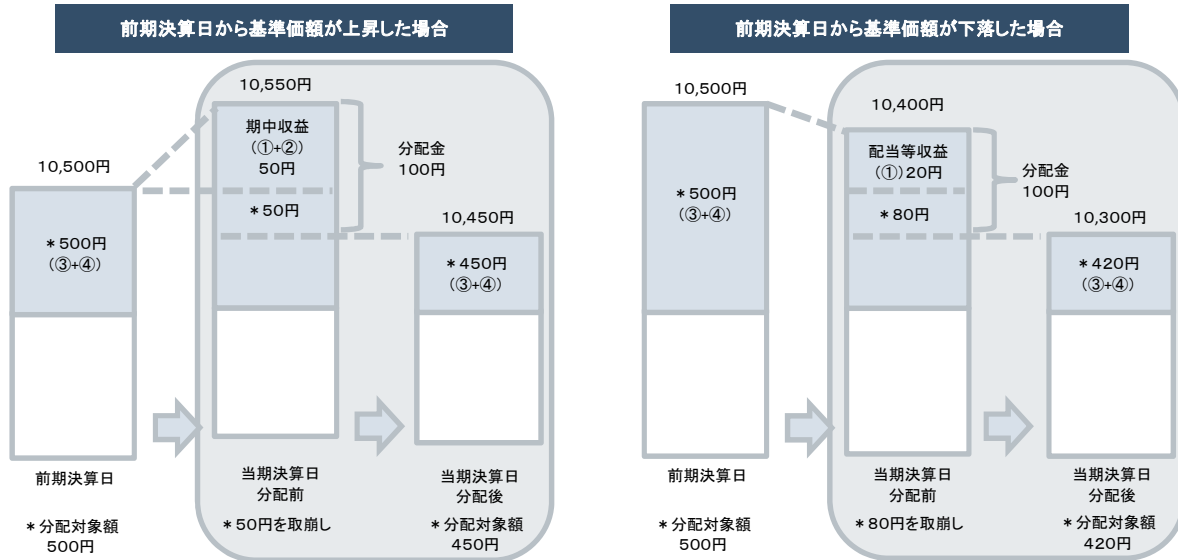 前期決算日から基準価額が上昇した場合
10,550円
期中収益
(①+②)
50円
分配金
100円
10,500円
*50円
10,450円
*500円
(③+④)
*450円
(③+④)
前期決算日
当期決算日
分配前
当期決算日
分配後
*分配対象額
500円
*50円を取崩し
*分配対象額
450円
前期決算日から基準価額が下落した場合
10,500円
10,400円
配当等収益
(①)20円
分配金
100円
*500円
(③+④)
*80円
10,300円
*420円
(③+④)
前期決算日
当期決算日
分配前
当期決算日
分配後
*分配対象額
500円
*80円を取崩し
*分配対象額
420円